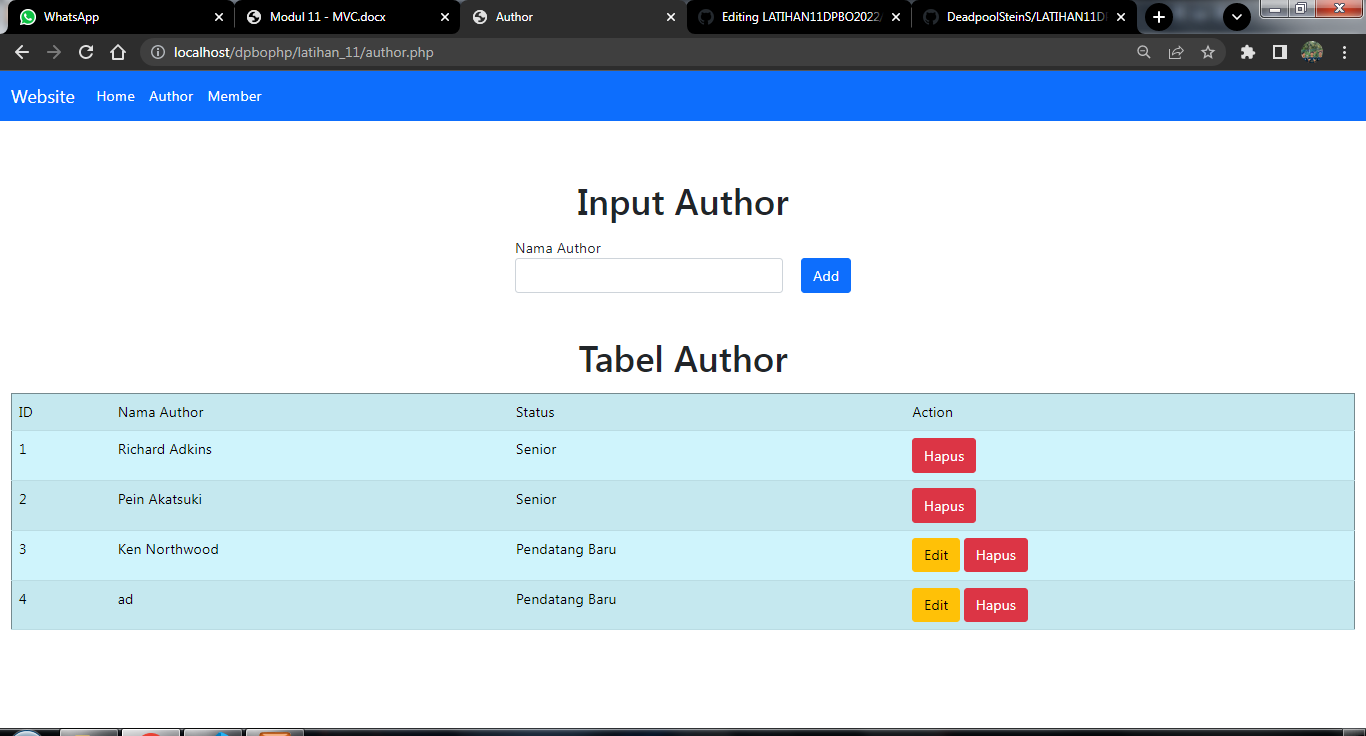 WhatsApp
Modul 11 - MVC.docx
Author
Editing LATIHAN11DPBO2022
DeadpoolSteinS/LATIHAN11D
localhost/dpbophp/latihan_11/author.php
Website Home Author Member
Input Author
Nama Author
Add
Tabel Author
ID Nama Author Status Action
1 Richard Adkins Senior Hapus
2 Pein Akatsuki Senior Hapus
3 Ken Northwood Pendatang Baru Edit Hapus
4 ad Pendatang Baru Edit Hapus